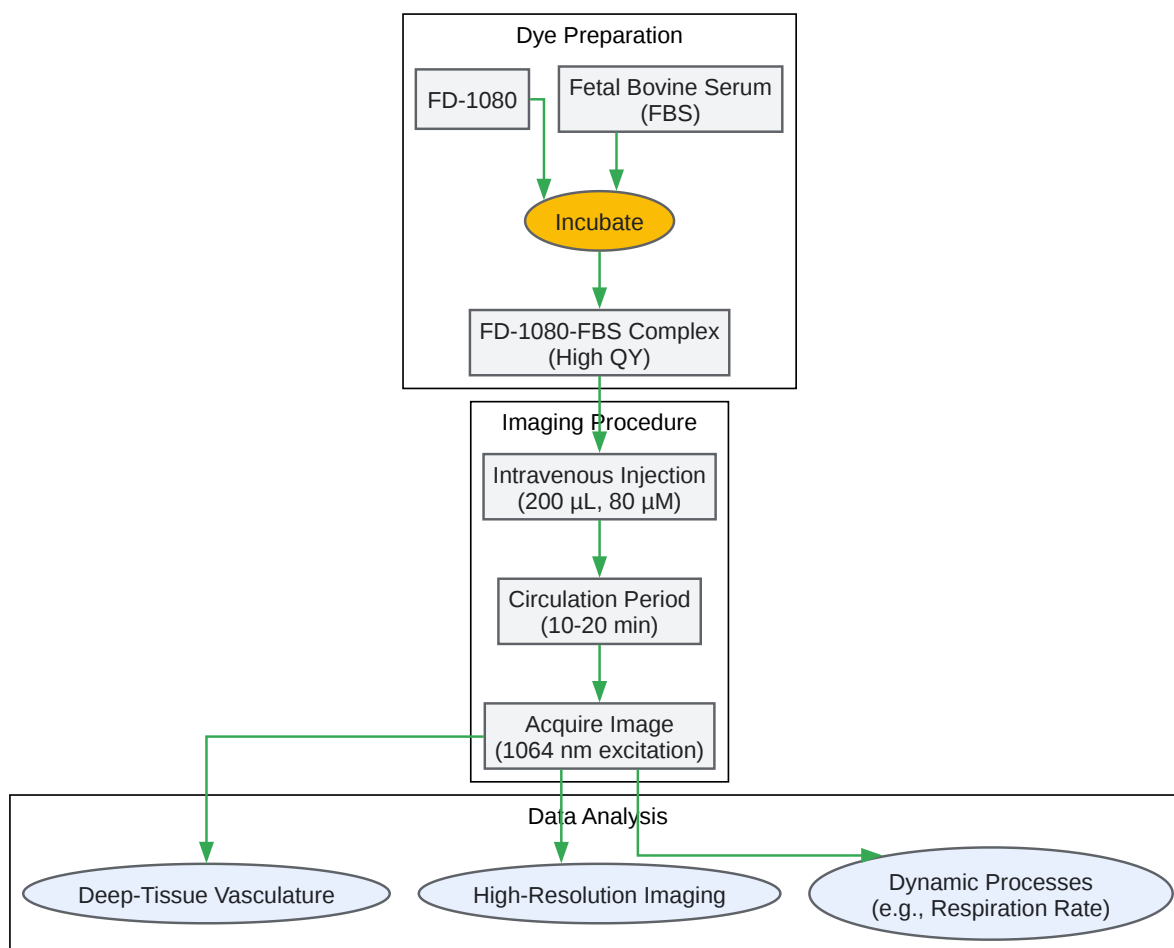 Dye Preparation
FD-1080
Fetal Bovine Serum
(FBS)
Incubate
FD-1080-FBS Complex
(High QY)
Imaging Procedure
Intravenous Injection
(200 µL, 80 µM)
Circulation Period
(10-20 min)
Acquire Image
(1064 nm excitation)
Data Analysis
Deep-Tissue Vasculature
High-Resolution Imaging
Dynamic Processes
(e.g., Respiration Rate)